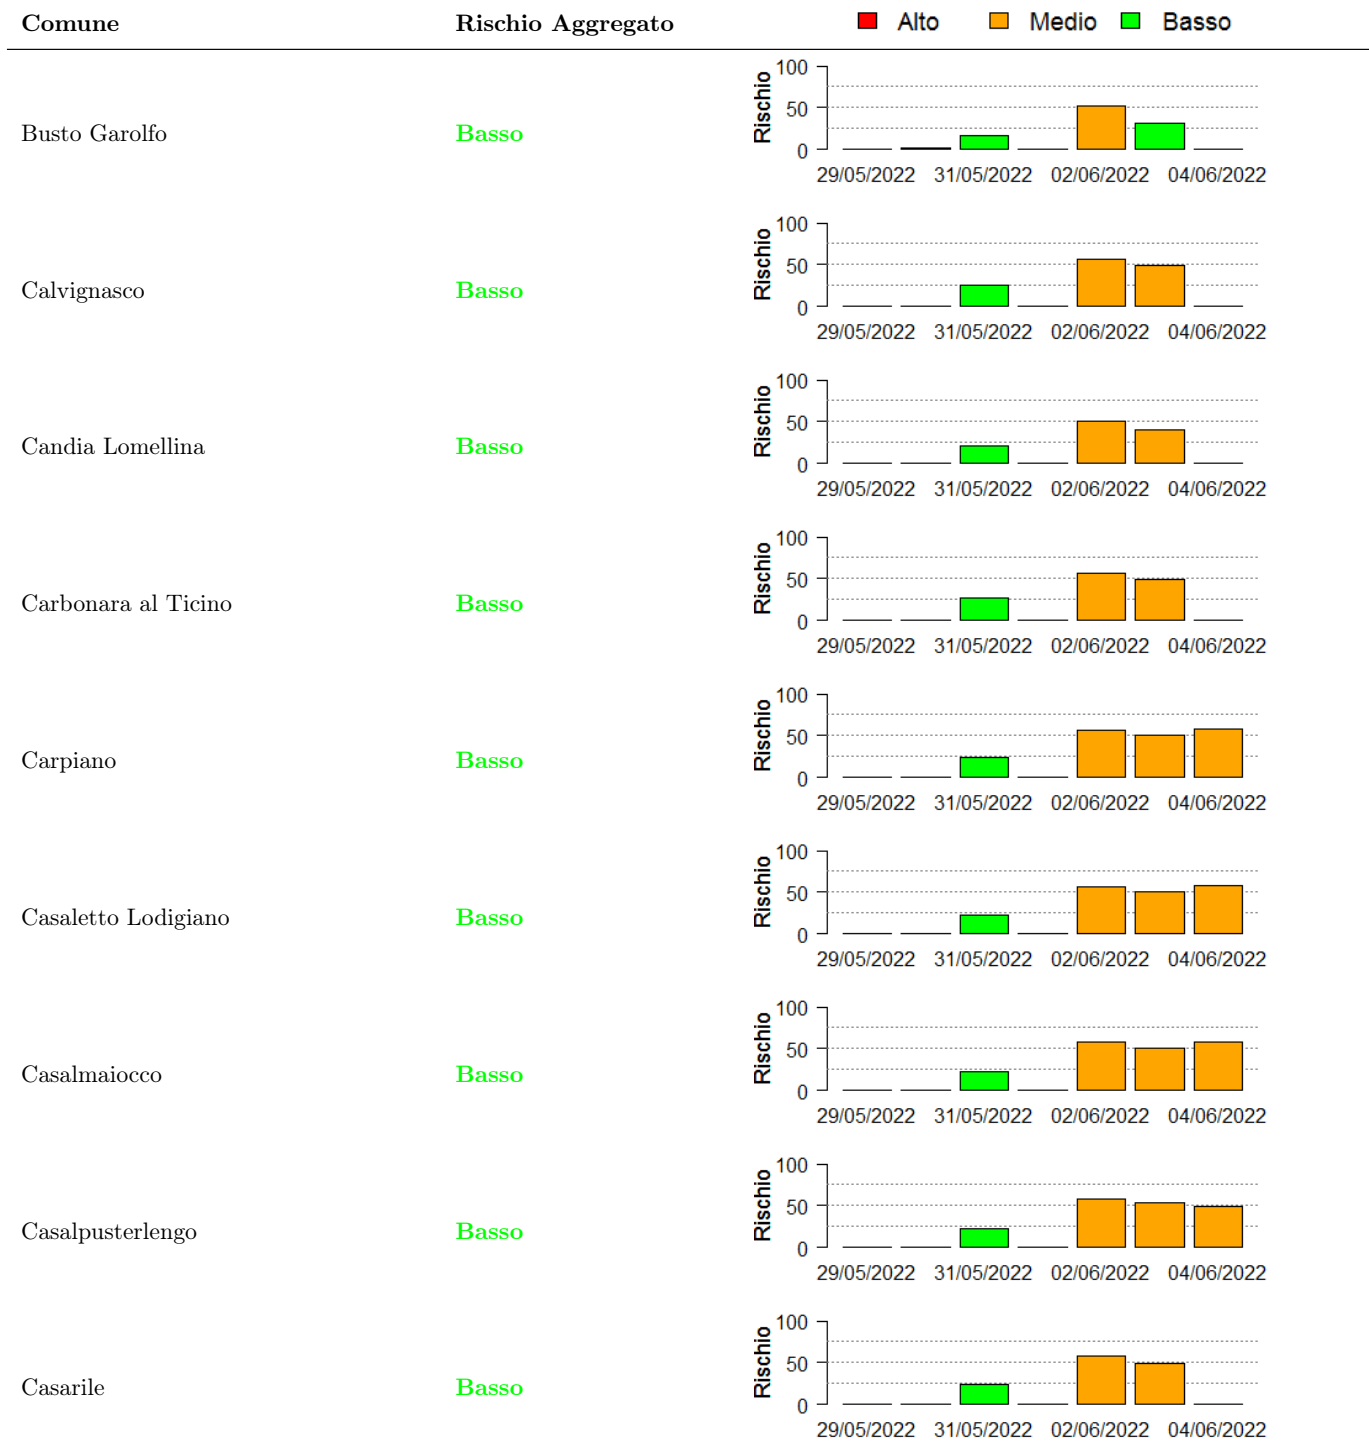 Comune Rischio Aggregato Alto Medio Basso
100
50
0
Rischio
Busto Garolfo Basso
29/05/2022 31/05/2022 02/06/2022 04/06/2022
100
50
0
Rischio
Calvignasco Basso
29/05/2022 31/05/2022 02/06/2022 04/06/2022
100
50
0
Rischio
Candia Lomellina Basso
29/05/2022 31/05/2022 02/06/2022 04/06/2022
100
50
0
Rischio
Carbonara al Ticino Basso
29/05/2022 31/05/2022 02/06/2022 04/06/2022
100
50
0
Rischio
Carpiano Basso
29/05/2022 31/05/2022 02/06/2022 04/06/2022
100
50
0
Rischio
Casaletto Lodigiano Basso
29/05/2022 31/05/2022 02/06/2022 04/06/2022
100
50
0
Rischio
Casalmaiocco Basso
29/05/2022 31/05/2022 02/06/2022 04/06/2022
100
50
0
Rischio
Casalpusterlengo Basso
29/05/2022 31/05/2022 02/06/2022 04/06/2022
100
50
0
Rischio
Casarile Basso
29/05/2022 31/05/2022 02/06/2022 04/06/2022